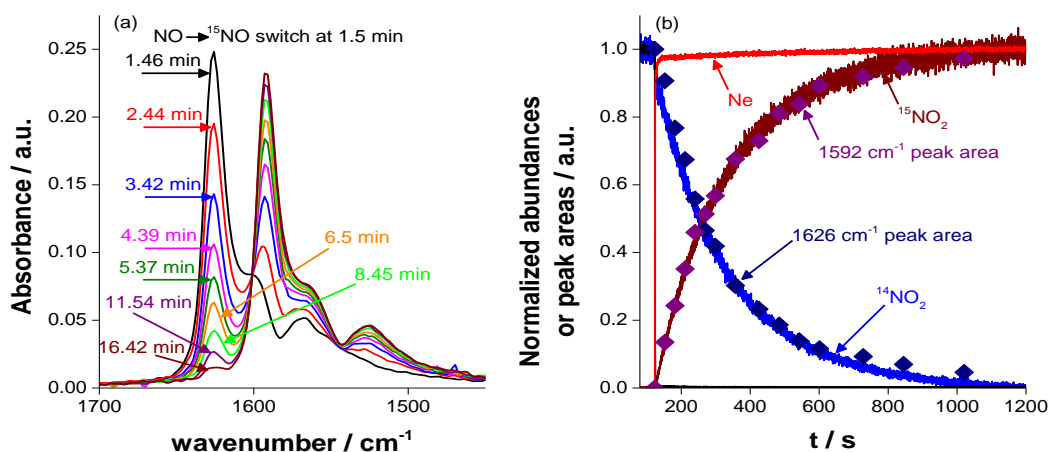 (a)
NO → ¹⁵NO switch at 1.5 min
1.46 min
2.44 min
3.42 min
4.39 min
5.37 min
11.54 min
16.42 min
6.5 min
8.45 min
0.25
0.20
0.15
0.10
0.05
0.00
Absorbance / a.u.
1700
1600
1500
wavenumber / cm⁻¹
(b)
Ne
¹⁵NO₂
1592 cm⁻¹ peak area
1626 cm⁻¹ peak area
¹⁴NO₂
1.0
0.8
0.6
0.4
0.2
0.0
Normalized abundances
or peak areas / a.u.
200
400
600
800
1000
1200
t / s